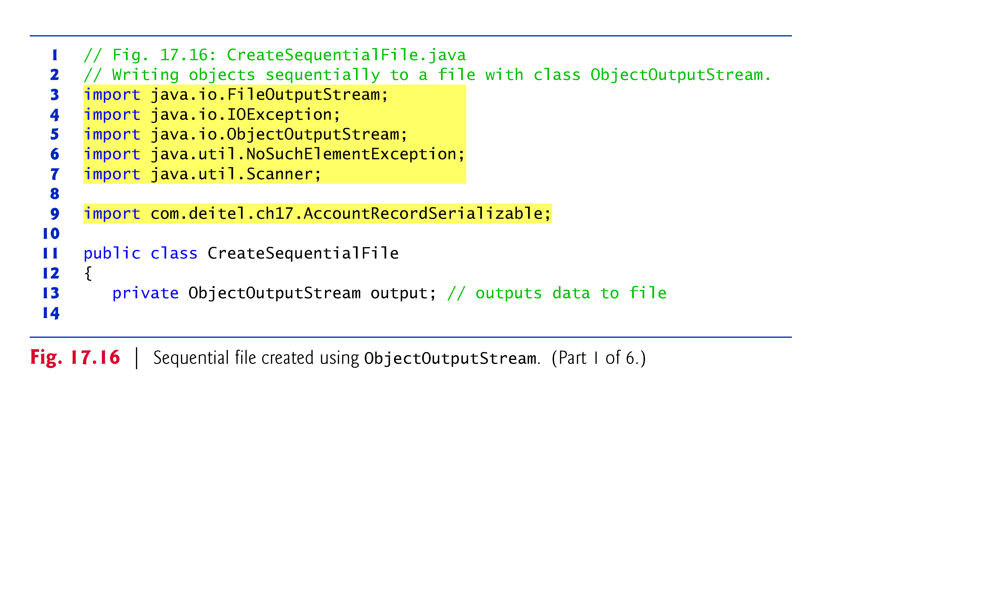 1 // Fig. 17.16: CreateSequentialFile.java
2 // Writing objects sequentially to a file with class ObjectOutputStream.
3 import java.io.FileOutputStream;
4 import java.io.IOException;
5 import java.io.ObjectOutputStream;
6 import java.util.NoSuchElementException;
7 import java.util.Scanner;
8
9 import com.deitel.ch17.AccountRecordSerializable;
10
11 public class CreateSequentialFile
12 {
13    private ObjectOutputStream output; // outputs data to file
14
Fig. 17.16 | Sequential file created using ObjectOutputStream. (Part 1 of 6.)